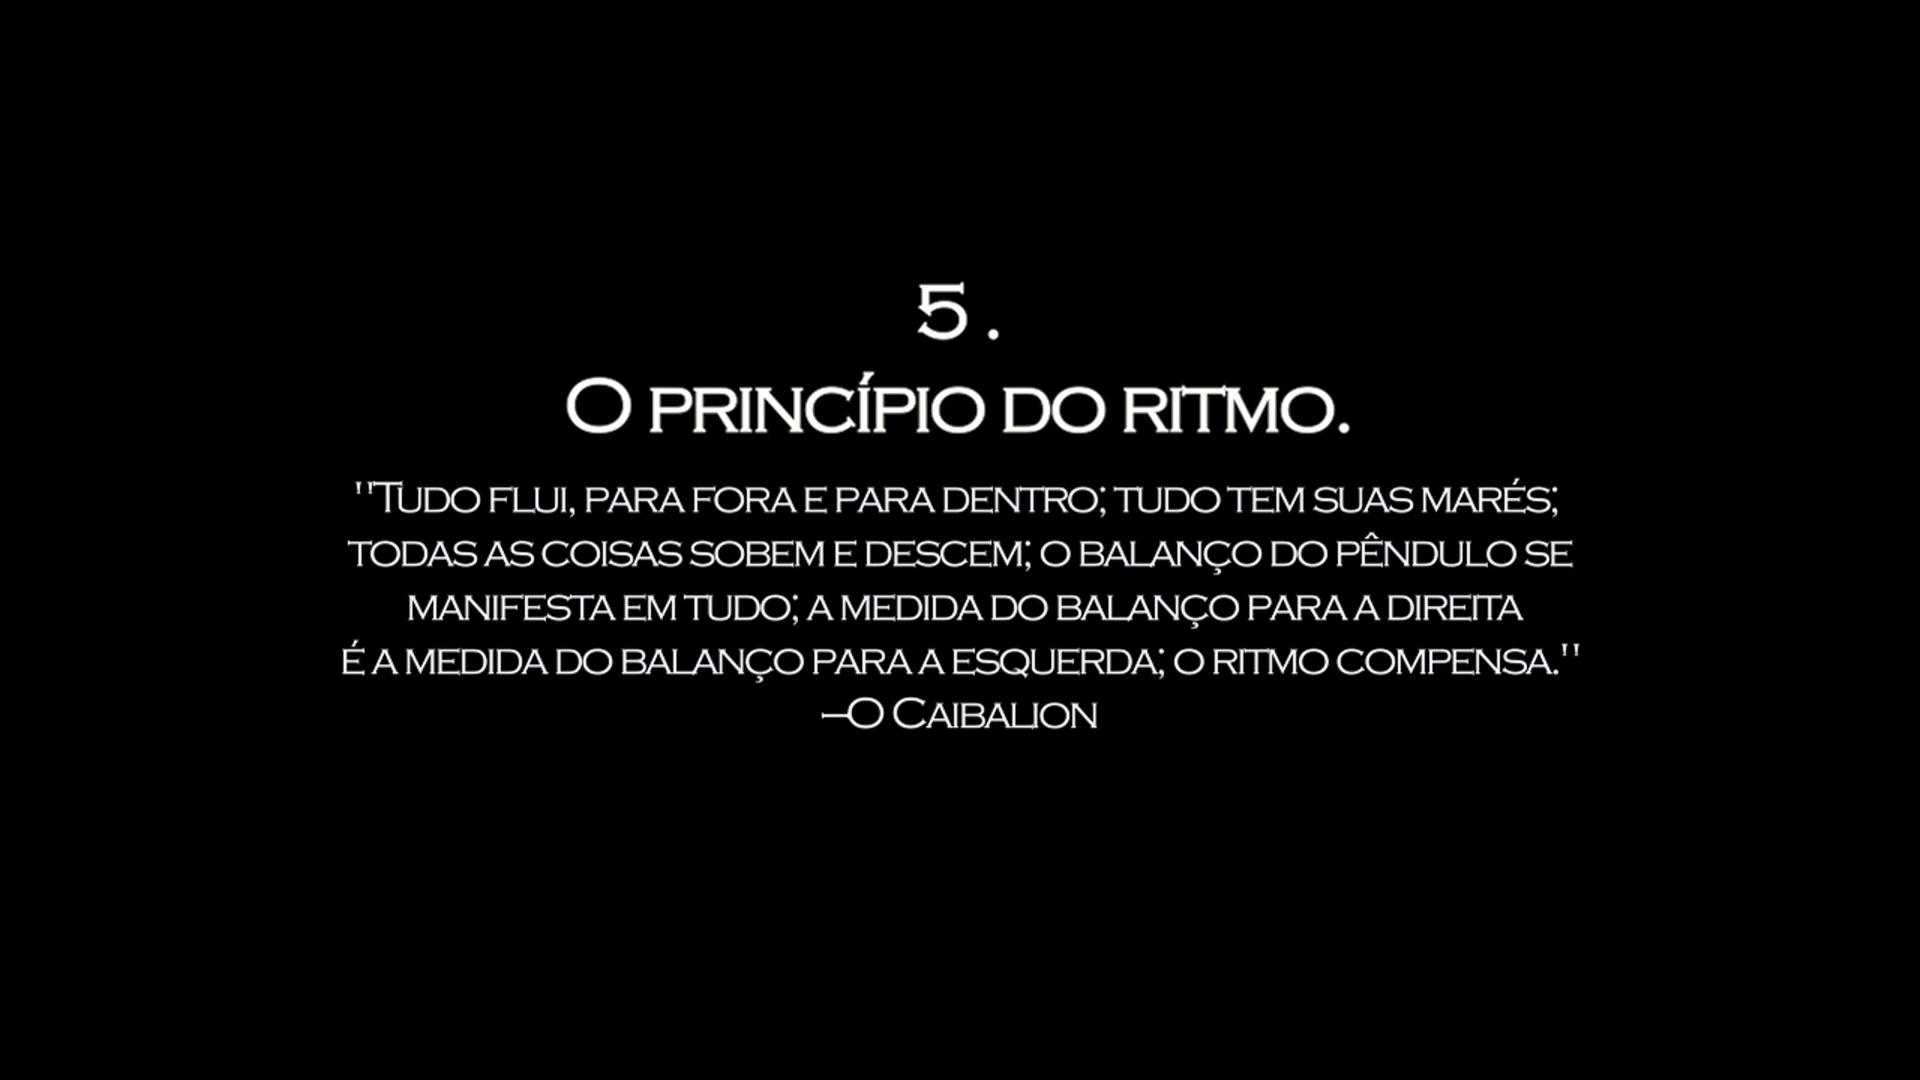 5.
O princípio do ritmo.
"Tudo flui, para fora e para dentro; tudo tem suas marés;
todas as coisas sobem e descem; o balanço do pêndulo se
manifesta em tudo; a medida do balanço para a direita
é a medida do balanço para a esquerda; o ritmo compensa."
—O Caibalion